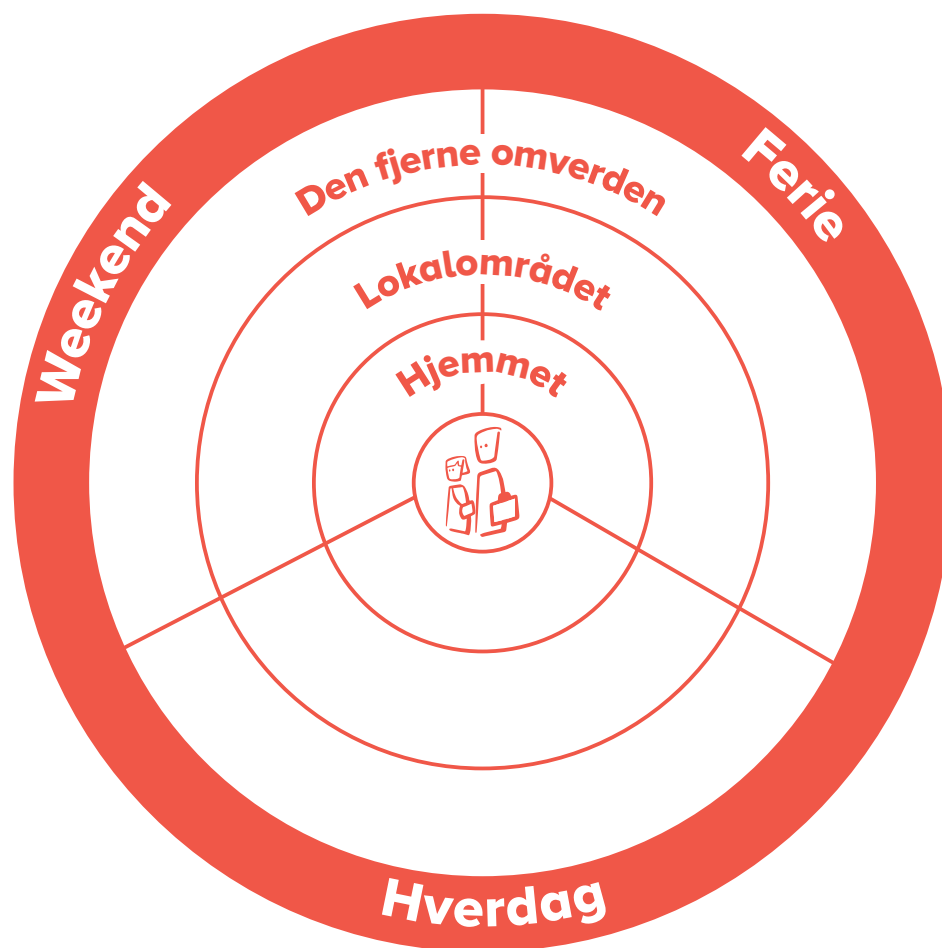 Den fjerne omverden
Lokalområdet
Hjemmet
Weekend
Ferie
Hverdag